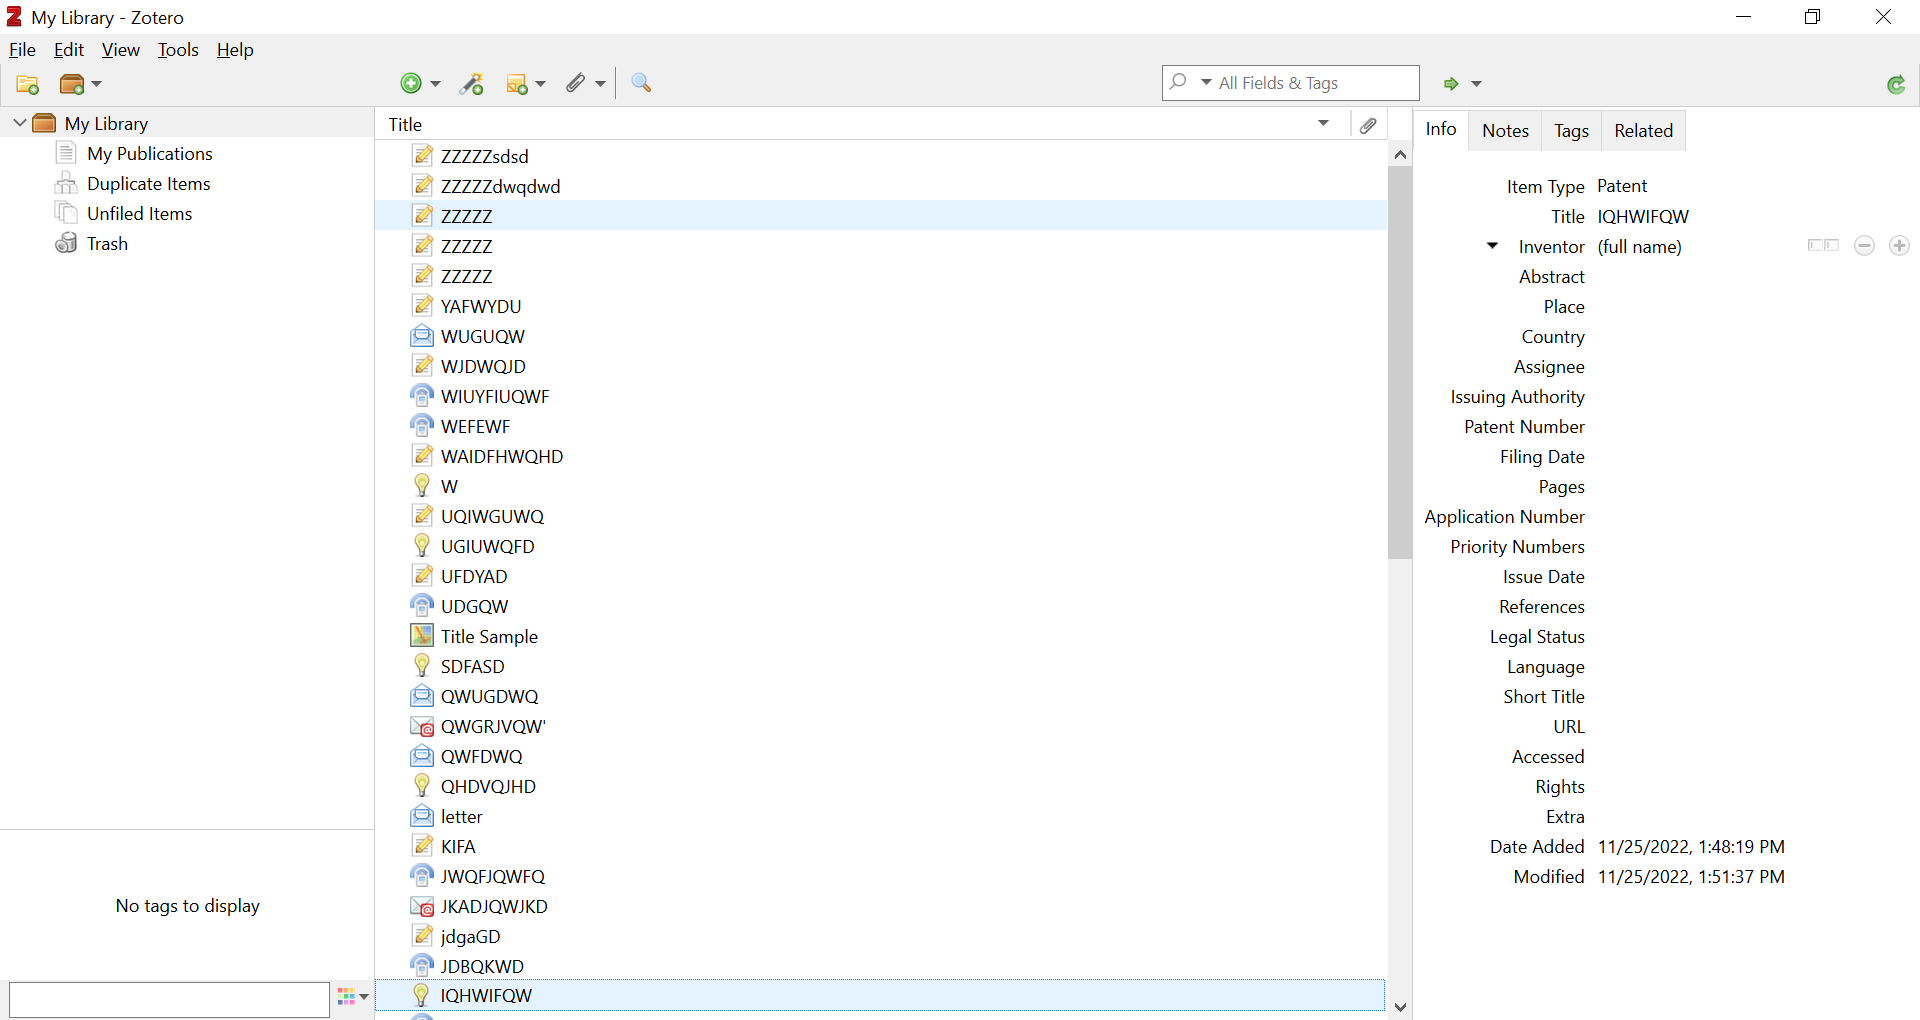 My Library - Zotero
File Edit View Tools Help
All Fields & Tags
My Library
My Publications
Duplicate Items
Unfiled Items
Trash
No tags to display
Title
ZZZZZsdsd
ZZZZZdwqdwd
ZZZZZ
ZZZZZ
ZZZZZ
YAFWYDU
WUGUQW
WJDWQJD
WIUYFIUQWF
WEFEWF
WAIDFHWQHD
W
UQIWGUWQ
UGIUWQFD
UFDYAD
UDGQW
Title Sample
SDFASD
QWUGDWQ
QWGRJVQW'
QWFDWQ
QHDVQJHD
letter
KIFA
JWQFJQWFQ
JKADJQWJKD
jdgaGD
JDBQKWD
IQHWIFQW
Info Notes Tags Related
Item Type Patent
Title IQHWIFQW
Inventor (full name)
Abstract
Place
Country
Assignee
Issuing Authority
Patent Number
Filing Date
Pages
Application Number
Priority Numbers
Issue Date
References
Legal Status
Language
Short Title
URL
Accessed
Rights
Extra
Date Added 11/25/2022, 1:48:19 PM
Modified 11/25/2022, 1:51:37 PM